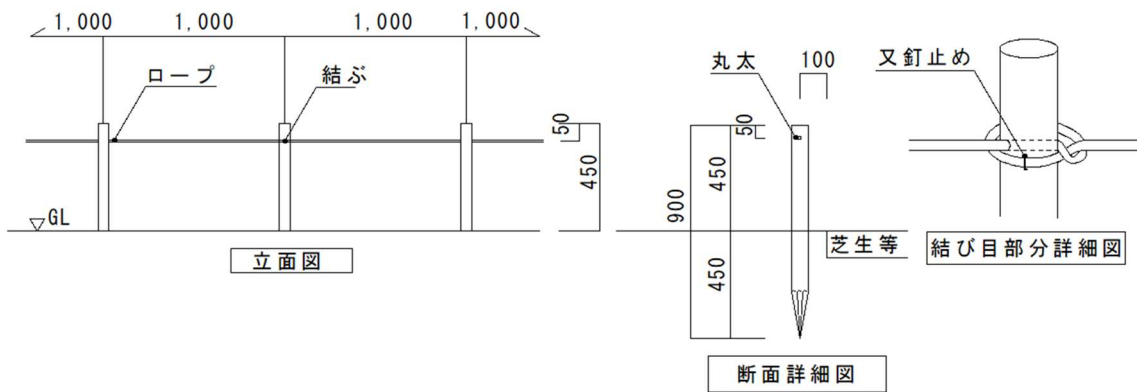 1,000 1,000 1,000 1,000
ロープ
結ぶ
50
450
GL
立面図
丸太
100
50
450
900
450
芝生等
断面詳細図
又釘止め
結び目部分詳細図